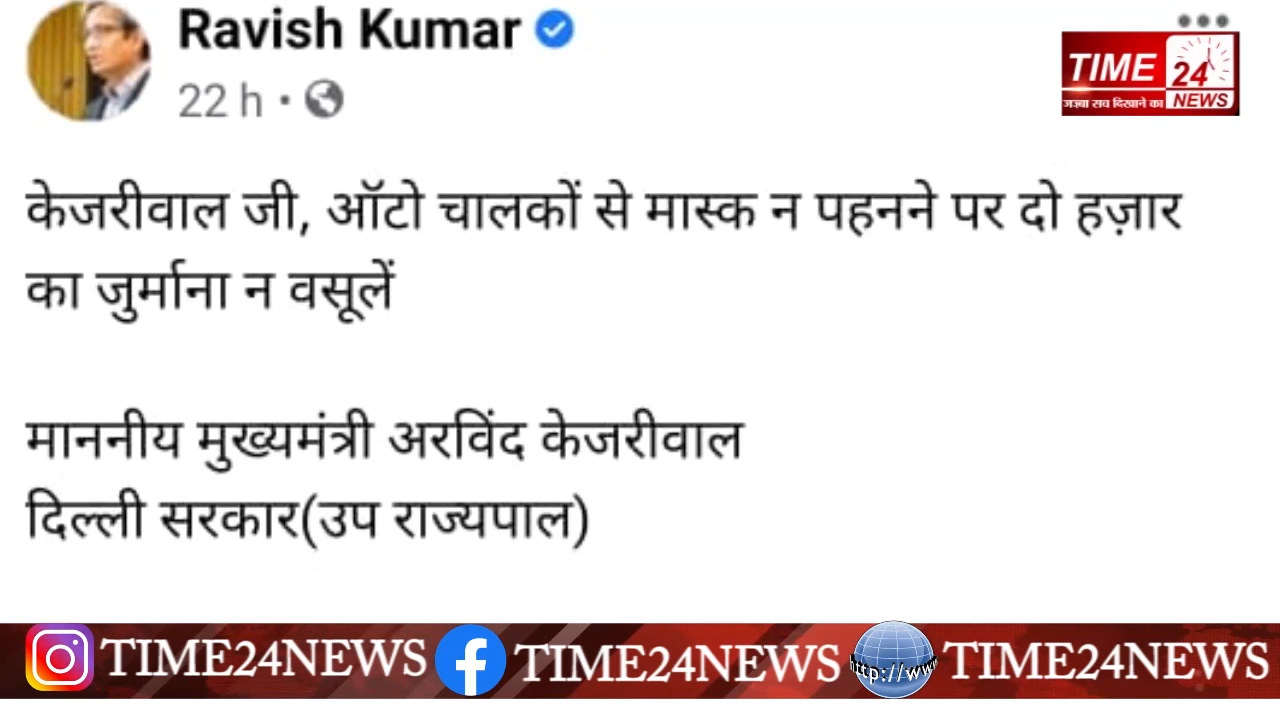 Ravish Kumar
22 h •
TIME 24
जज़्बा सच दिखाने का NEWS
केजरीवाल जी, ऑटो चालकों से मास्क न पहनने पर दो हज़ार
का जुर्माना न वसूलें
माननीय मुख्यमंत्री अरविंद केजरीवाल
दिल्ली सरकार(उप राज्यपाल)
TIME24NEWS TIME24NEWS http://ww TIME24NEWS